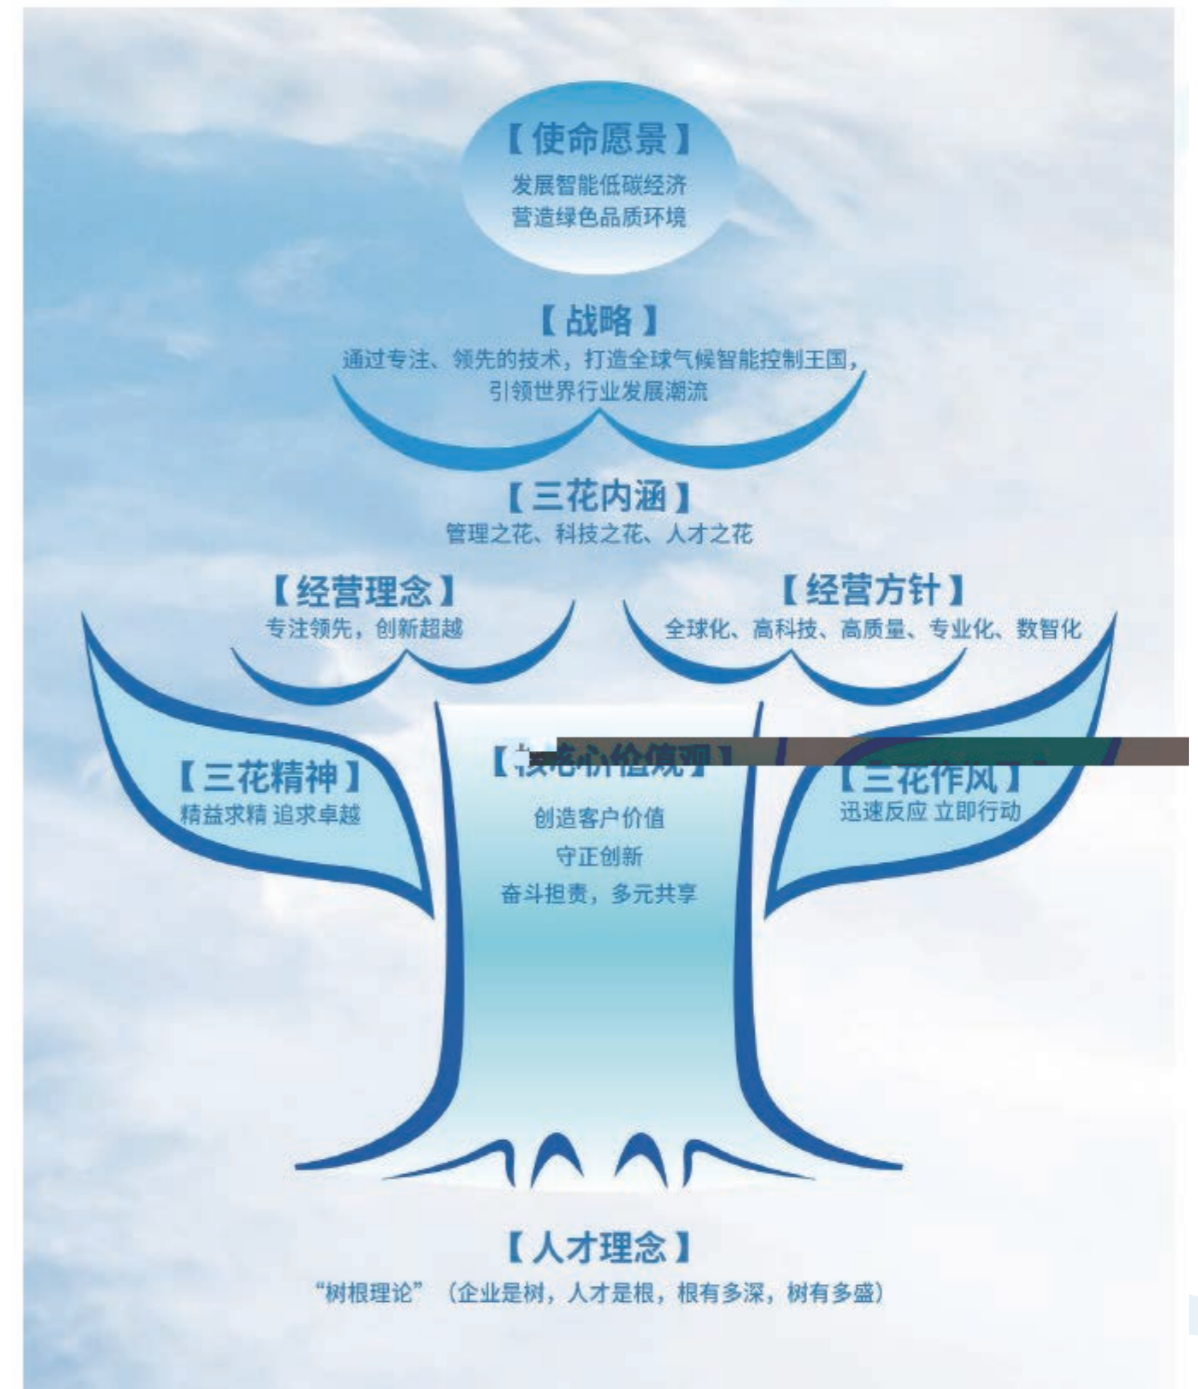 【使命愿景】
发展智能低碳经济
营造绿色品质环境
【战略】
通过专注、领先的技术，打造全球气候智能控制王国，
引领世界行业发展潮流
【三花内涵】
管理之花、科技之花、人才之花
【经营理念】
专注领先，创新超越
【经营方针】
全球化、高科技、高质量、专业化、数智化
【三花精神】
精益求精 追求卓越
【核心价值观】
创造客户价值
守正创新
奋斗担责，多元共享
【三花作风】
迅速反应 立即行动
【人才理念】
“树根理论”（企业是树，人才是根，根有多深，树有多盛）